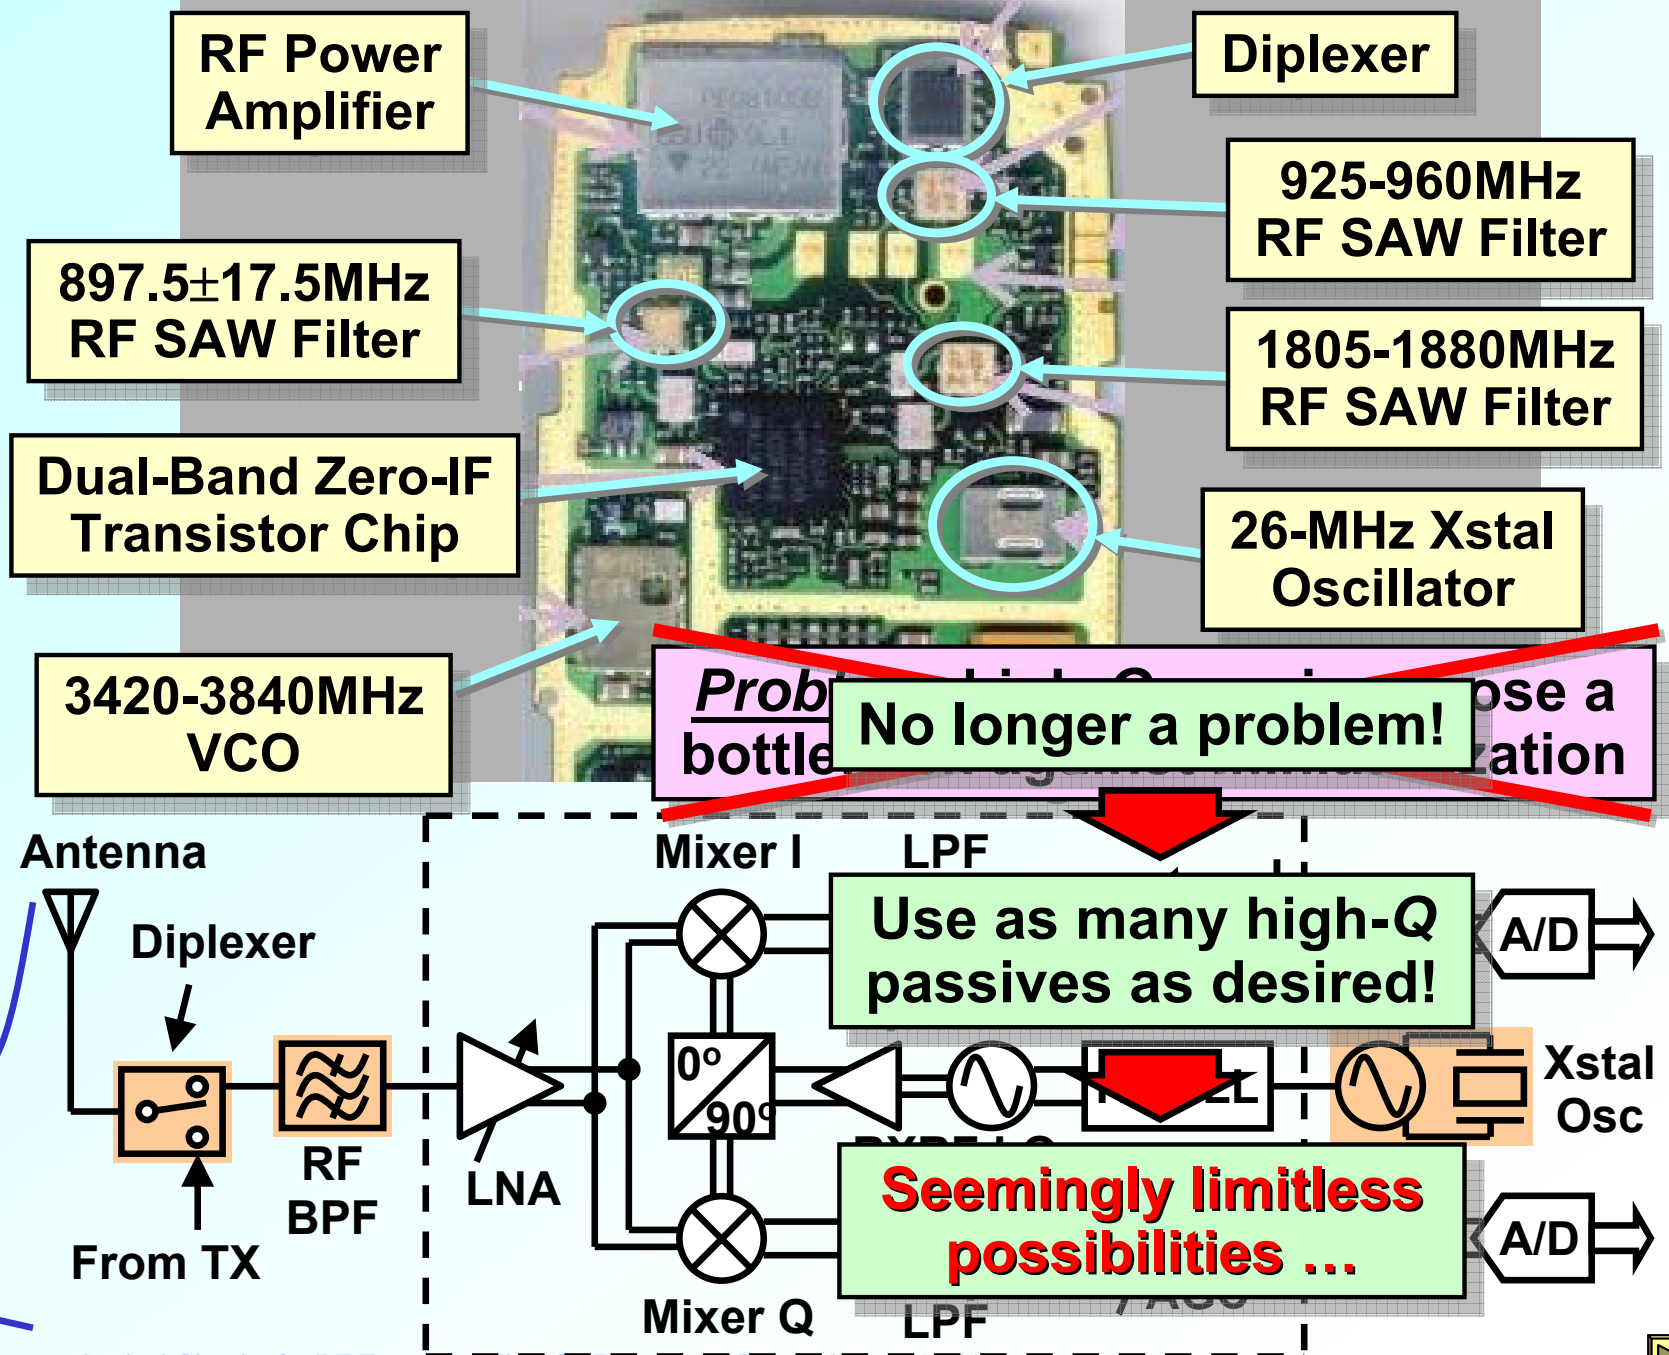 RF Power
Amplifier
Diplexer
925-960MHz
RF SAW Filter
897.5±17.5MHz
RF SAW Filter
1805-1880MHz
RF SAW Filter
Dual-Band Zero-IF
Transistor Chip
26-MHz Xstal
Oscillator
3420-3840MHz
VCO
No longer a problem!
Antenna
Mixer I
LPF
Diplexer
Use as many high-Q
passives as desired!
A/D
0o
90o
Xstal
Osc
RF
BPF
LNA
From TX
Seemingly limitless
possibilities …
A/D
Mixer Q
LPF
AGC